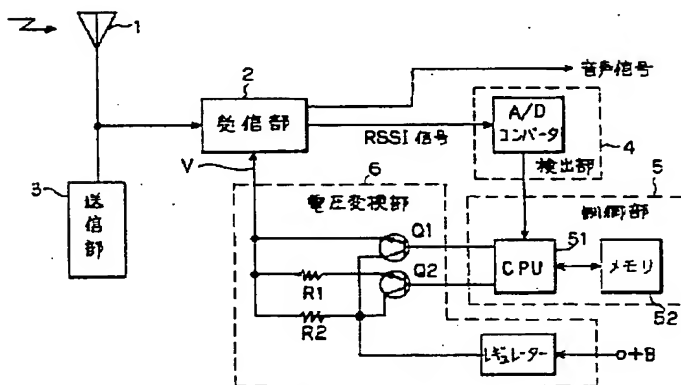 1
2
音声信号
受信部
A/D
コンバータ
RSSI 信号
検出部
4
V
3
送信部
6
電圧変換部
5
制御部
Q1
51
Q2
CPU
メモリ
R1
52
R2
レギュレーター
+B